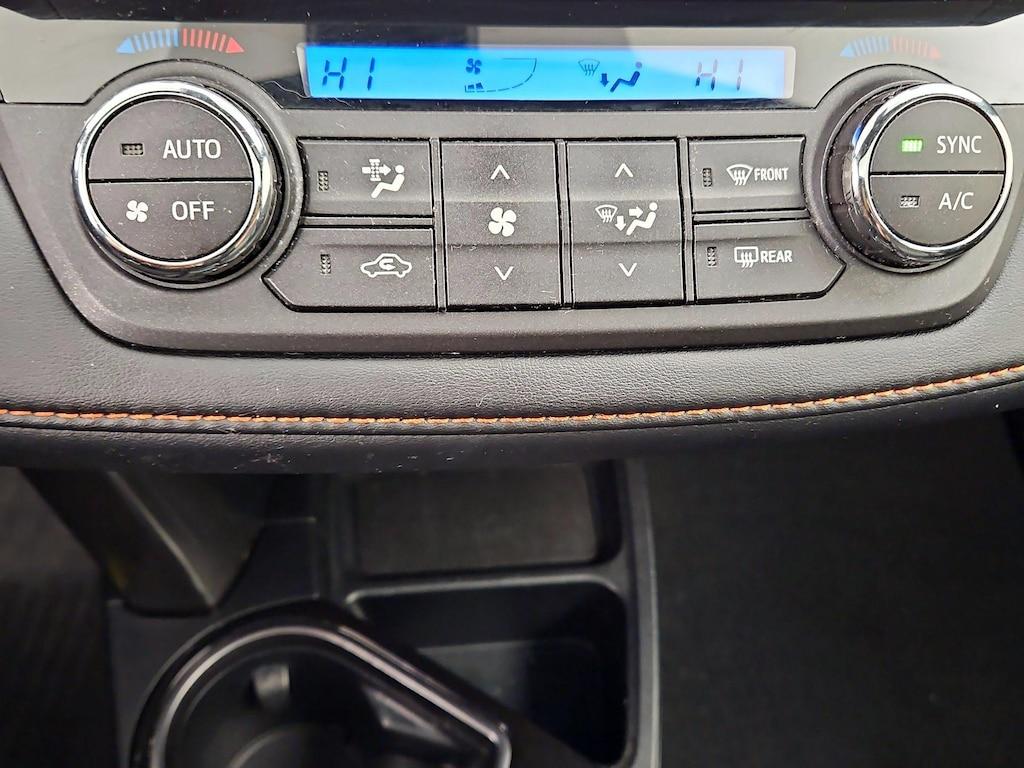 HI HI
AUTO
OFF
FRONT
REAR
SYNC
A/C